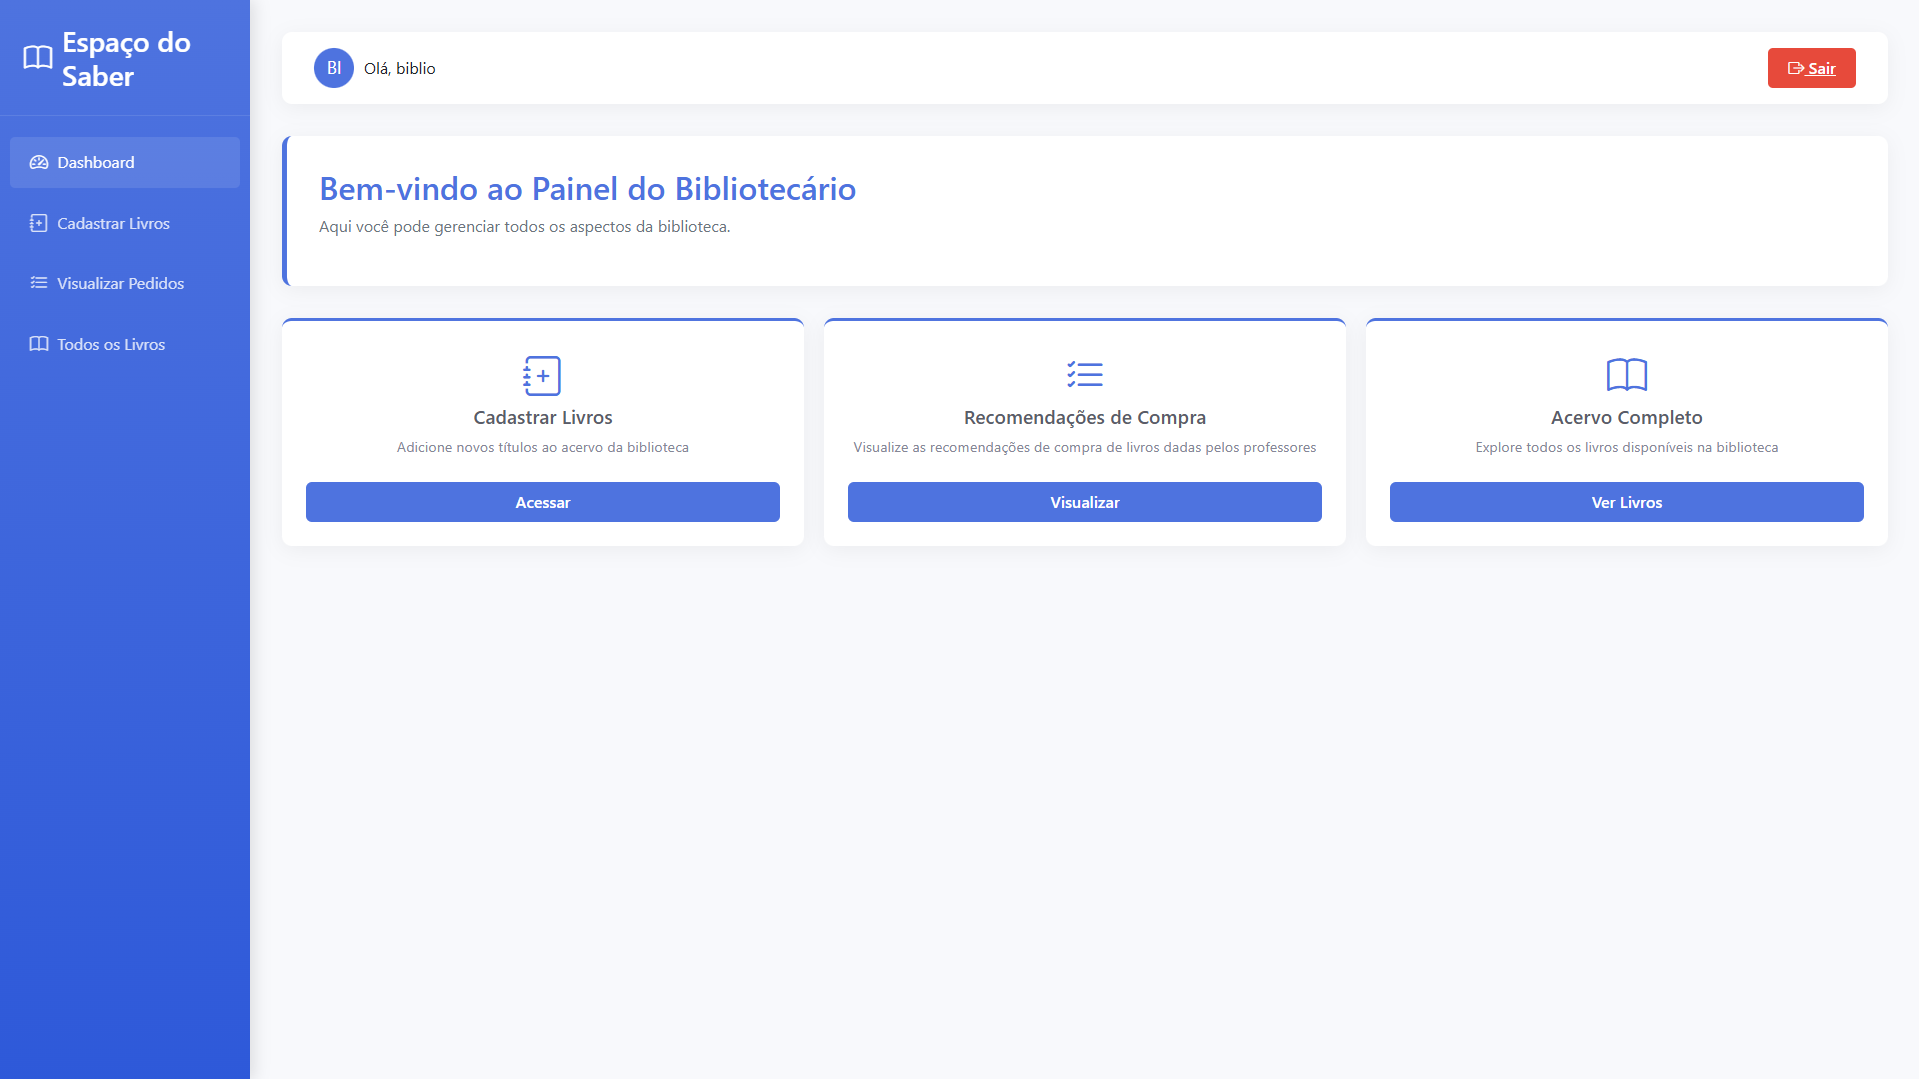 Espaço do
Saber
Dashboard
Cadastrar Livros
Visualizar Pedidos
Todos os Livros
BI
Olá, biblio
Sair
Bem-vindo ao Painel do Bibliotecário
Aqui você pode gerenciar todos os aspectos da biblioteca.
Cadastrar Livros
Adicione novos títulos ao acervo da biblioteca
Acessar
Recomendações de Compra
Visualize as recomendações de compra de livros dadas pelos professores
Visualizar
Acervo Completo
Explore todos os livros disponíveis na biblioteca
Ver Livros